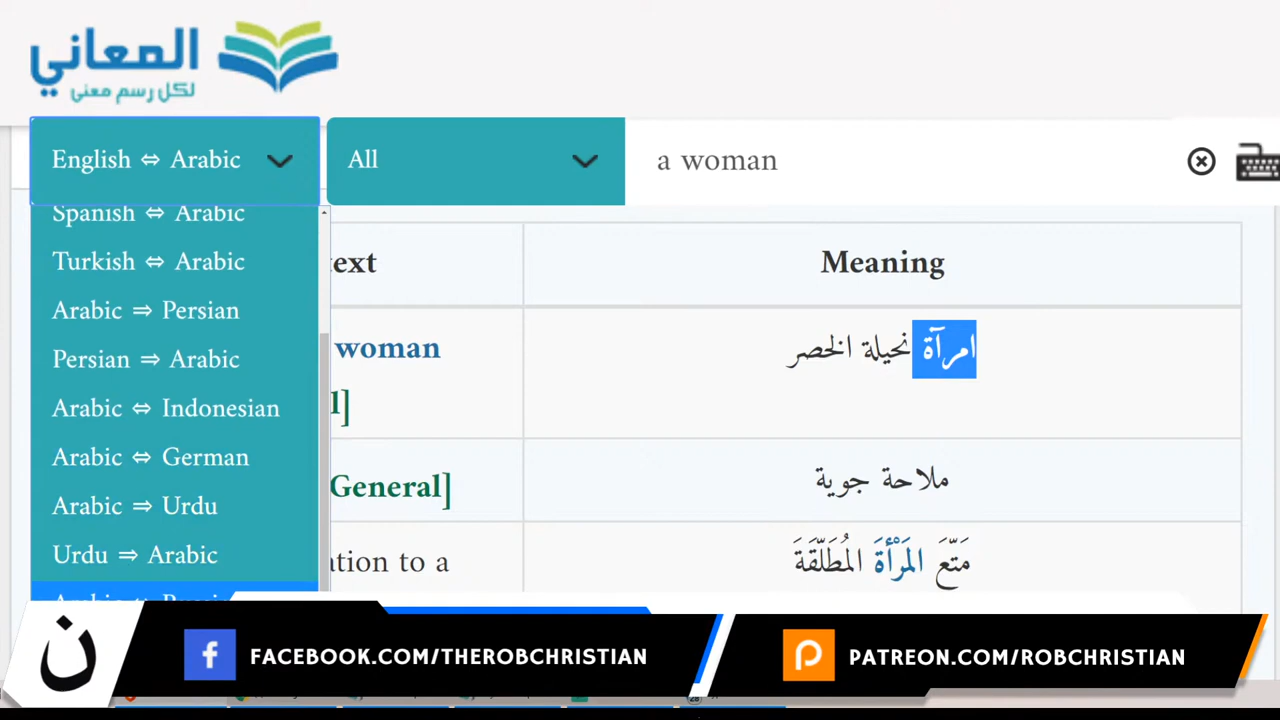 المعاني
لكل رسم معنى
English ⇔ Arabic
All
a woman
Spanish ⇔ Arabic
Turkish ⇔ Arabic
Arabic ⇒ Persian
Persian ⇒ Arabic
Arabic ⇔ Indonesian
Arabic ⇔ German
Arabic ⇒ Urdu
Urdu ⇒ Arabic
text
Meaning
woman
l]
امرآة نحيلة الخصر
General]
ملاحة جوية
ation to a
مَتّعَ المَرْأةَ المُطَلّقَةَ
ن
f
FACEBOOK.COM/THEROBCHRISTIAN
PATREON.COM/ROBCHRISTIAN